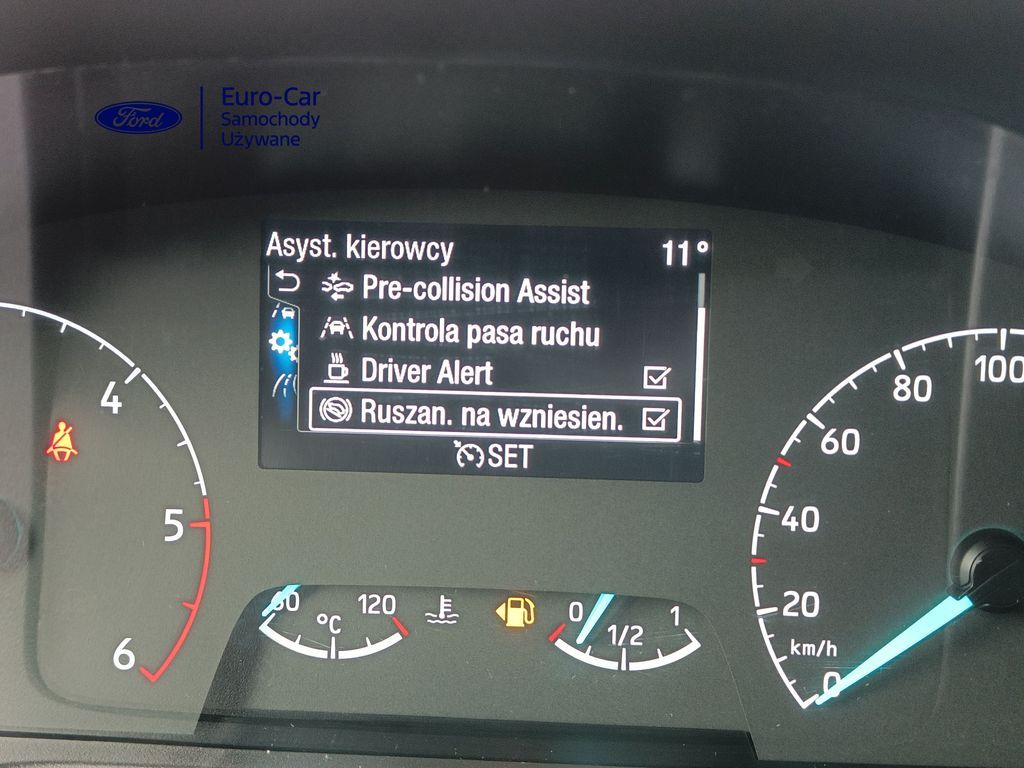 Ford
Euro-Car
Samochody
Używane
Asyst. kierowcy 11°
Pre-collision Assist
Kontrola pasa ruchu
Driver Alert
Ruszan. na wzniesien.
SET
4
5
6
60 120
°C
0 1/2 1
100
80
60
40
20
km/h
0